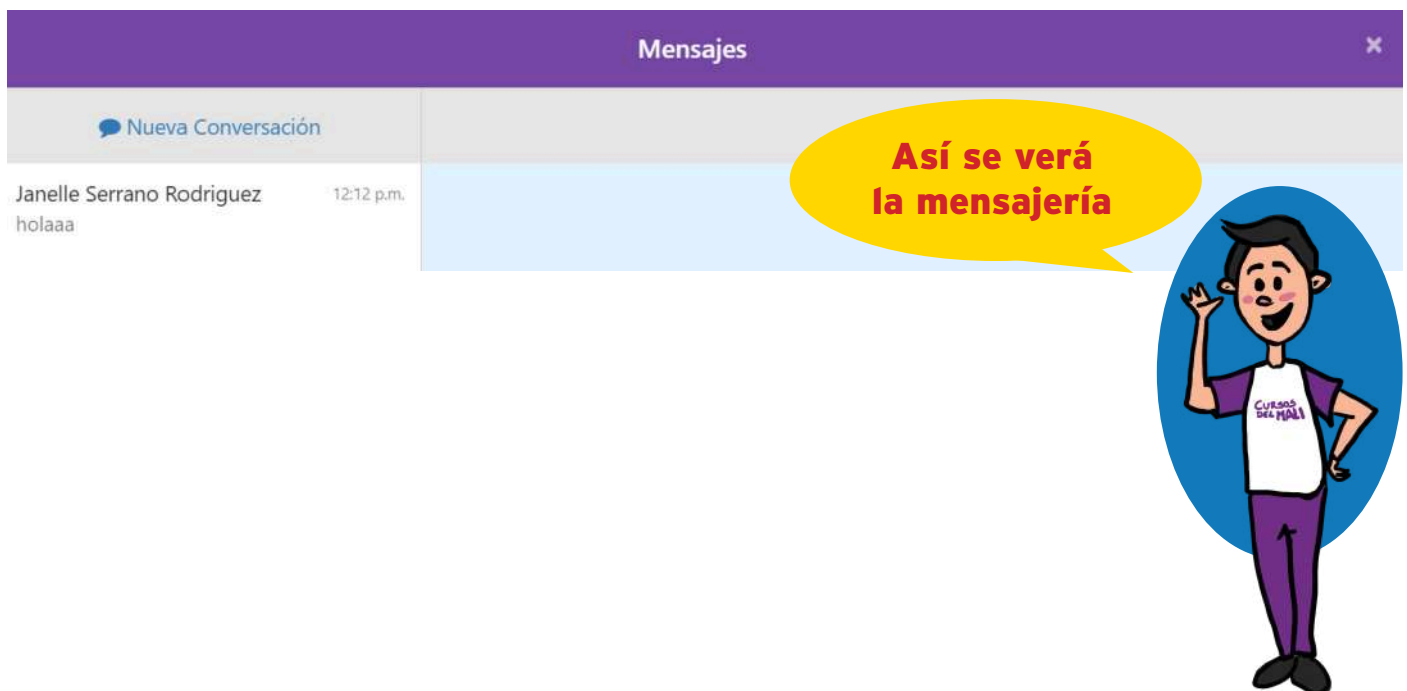 Mensajes
×
Nueva Conversación
Janelle Serrano Rodriguez 12:12 p.m.
holaaa
Así se verá
la mensajería
CURSOS
DEL MALI